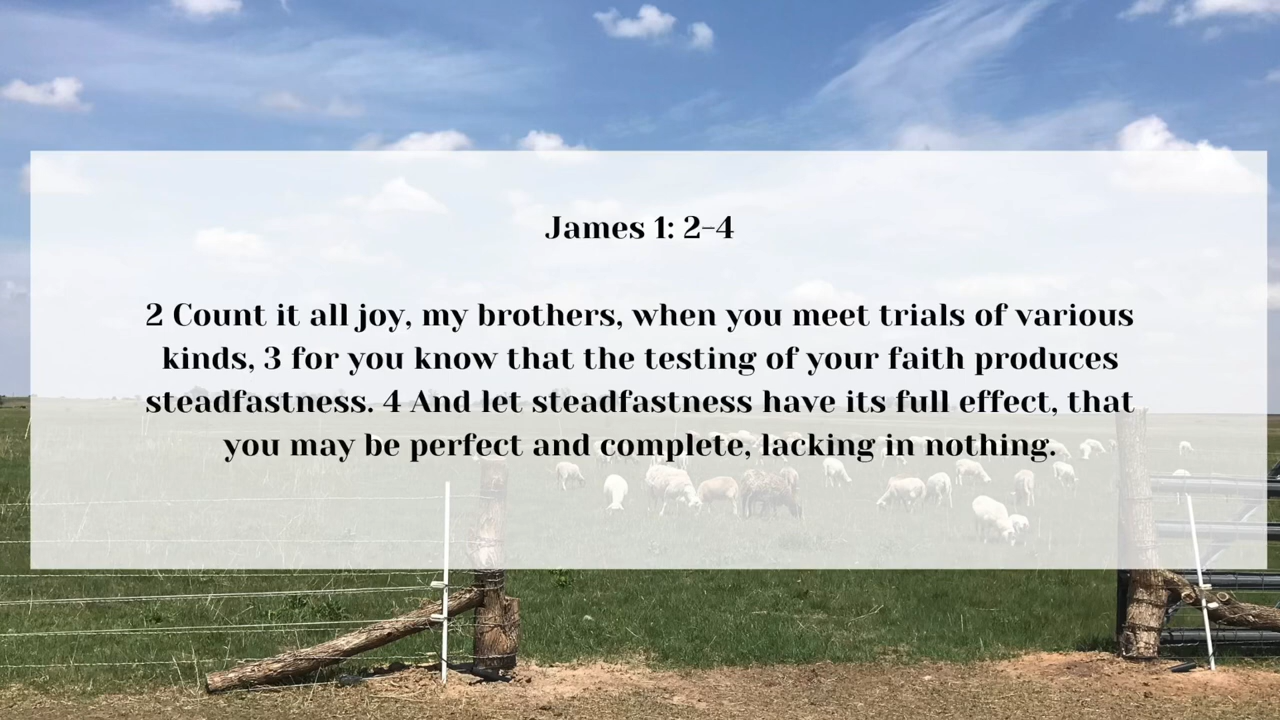 James 1: 2-4
2 Count it all joy, my brothers, when you meet trials of various
kinds, 3 for you know that the testing of your faith produces
steadfastness. 4 And let steadfastness have its full effect, that
you may be perfect and complete, lacking in nothing.